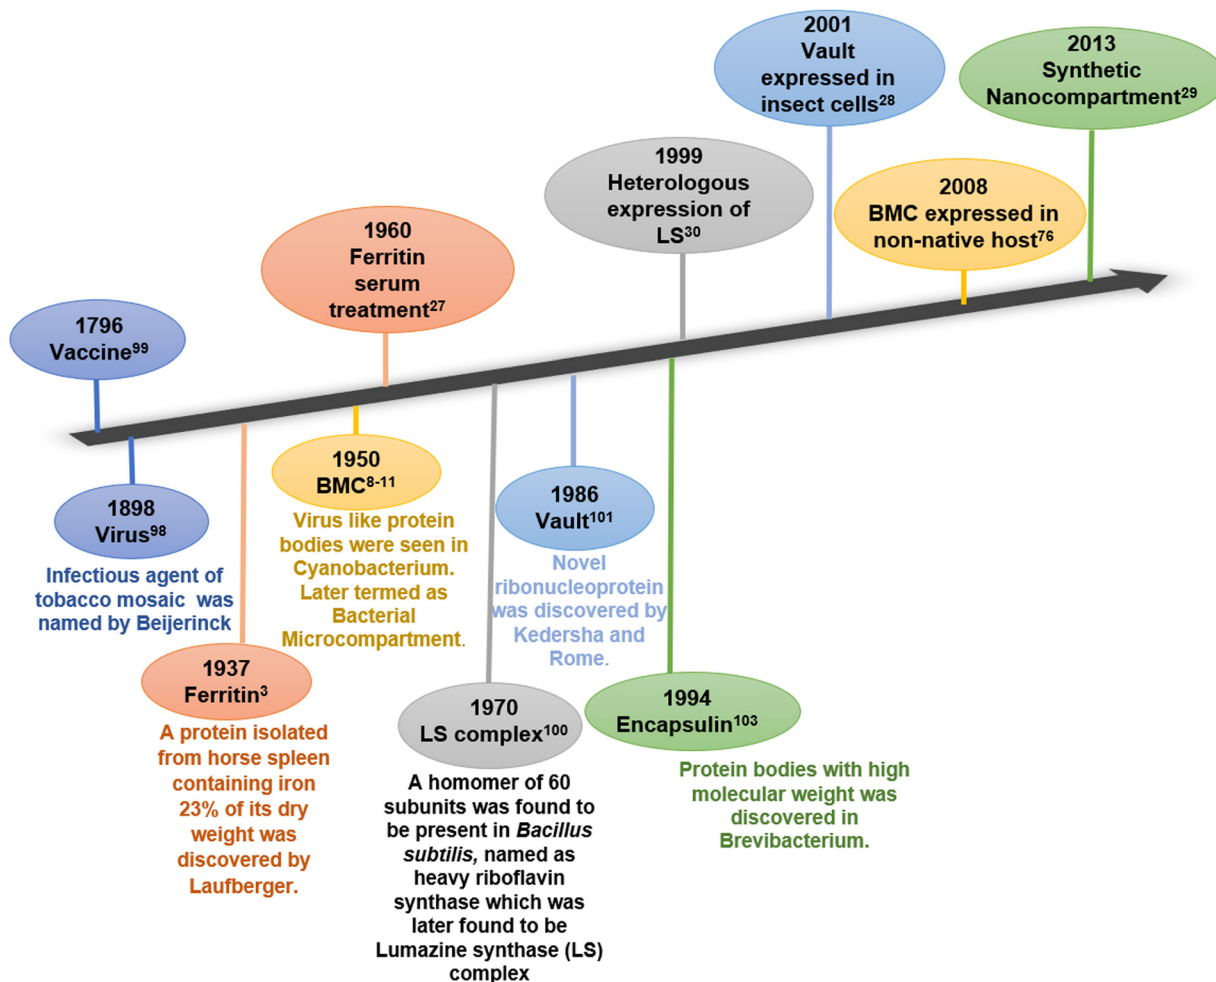 2001
Vault
expressed in
insect cells28
2013
Synthetic
Nanocompartment29
1999
Heterologous
expression of
LS30
2008
BMC expressed in
non-native host76
1960
Ferritin
serum
treatment27
1796
Vaccine99
1898
Virus98
Infectious agent of
tobacco mosaic was
named by Beijerinck
1950
BMC8-11
Virus like protein
bodies were seen in
Cyanobacterium.
Later termed as
Bacterial
Microcompartment.
1986
Vault101
Novel
ribonucleoprotein
was discovered by
Kedersha and
Rome.
1937
Ferritin3
A protein isolated
from horse spleen
containing iron
23% of its dry
weight was
discovered by
Laufberger.
1970
LS complex100
A homomer of 60
subunits was found to
be present in Bacillus
subtilis, named as
heavy riboflavin
synthase which was
later found to be
Lumazine synthase (LS)
complex
1994
Encapsulin103
Protein bodies with high
molecular weight was
discovered in
Brevibacterium.